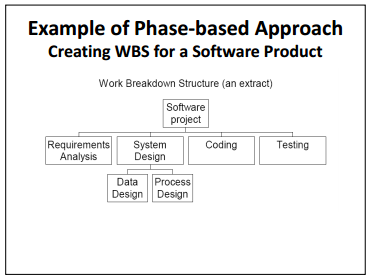 Example of Phase-based Approach
Creating WBS for a Software Product
Work Breakdown Structure (an extract)
Software
project
Requirements
Analysis
System
Design
Coding
Testing
Data
Design
Process
Design